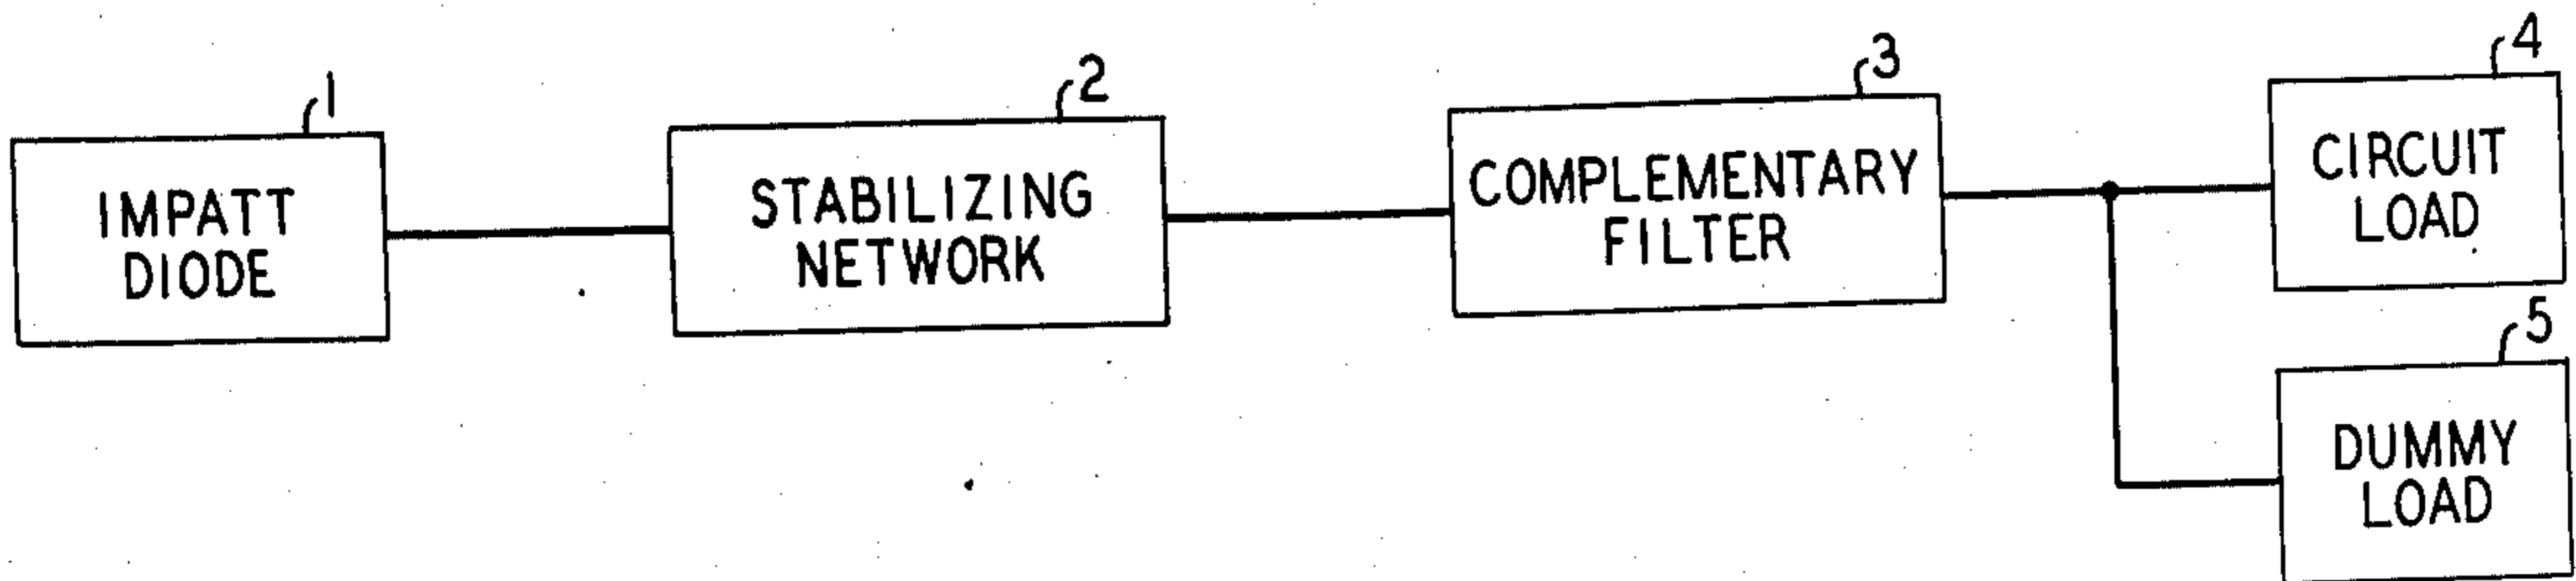 1
IMPATT
DIODE
2
STABILIZING
NETWORK
3
COMPLEMENTARY
FILTER
4
CIRCUIT
LOAD
5
DUMMY
LOAD